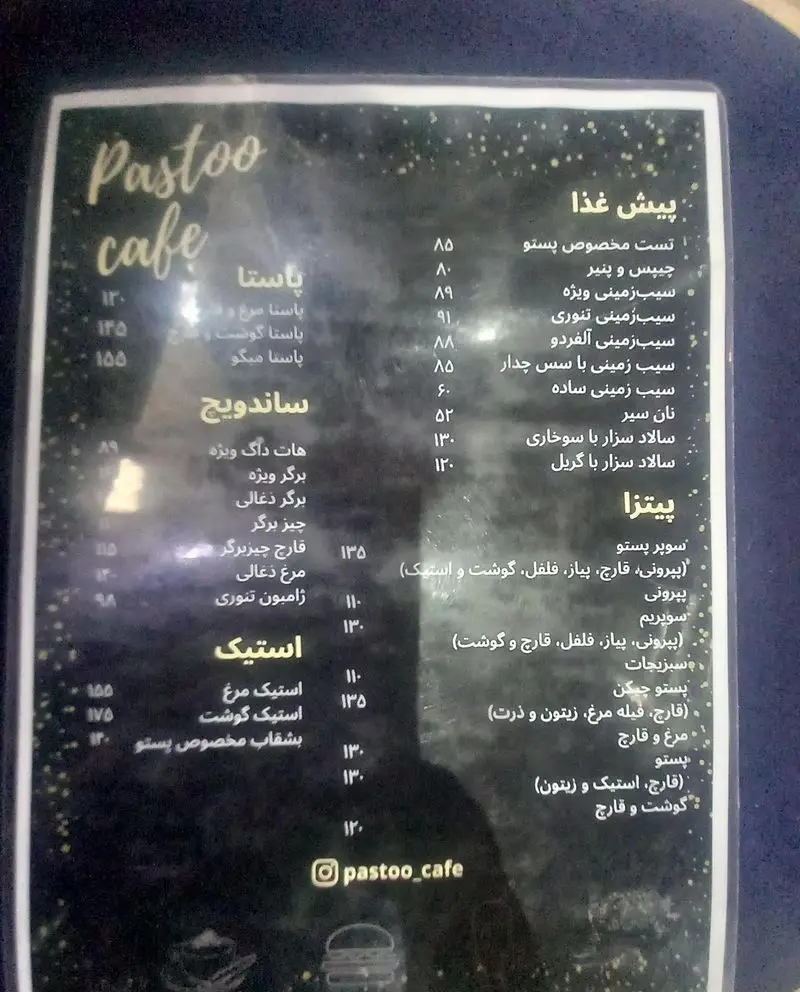 Pastoo
cafe
پیش غذا
تست مخصوص پستو ۸۵
چیپس و پنیر ۸۰
سیب‌زمینی ویژه ۸۹
سیب‌زمینی تنوری ۹۱
سیب‌زمینی آلفردو ۸۸
سیب زمینی با سس چدار ۸۵
سیب زمینی ساده ۶۰
نان سیر ۵۲
سالاد سزار با سوخاری ۱۳۰
سالاد سزار با گریل ۱۲۰
پیتزا
سوپر پستو ۱۳۵
(پپرونی، قارچ، پیاز، فلفل، گوشت و استیک)
پپرونی ۱۱۰
سوپریم ۱۳۰
(پپرونی، پیاز، فلفل، قارچ و گوشت)
سبزیجات ۱۱۰
پستو چیکن ۱۳۵
(قارچ، فیله مرغ، زیتون و ذرت)
مرغ و قارچ ۱۳۰
پستو ۱۳۰
(قارچ، استیک و زیتون)
گوشت و قارچ ۱۲۰
پاستا
پاستا مرغ و ۱۳۰
پاستا گوشت و ۱۴۵
پاستا میگو ۱۵۵
ساندویچ
هات داگ ویژه ۸۹
برگر ویژه
برگر ذغالی
چیز برگر
قارچ چیزبرگر ۱۱۵
مرغ ذغالی
ژامبون تنوری ۹۸
استیک
استیک مرغ ۱۵۵
استیک گوشت ۱۷۵
بشقاب مخصوص پستو
pastoo_cafe